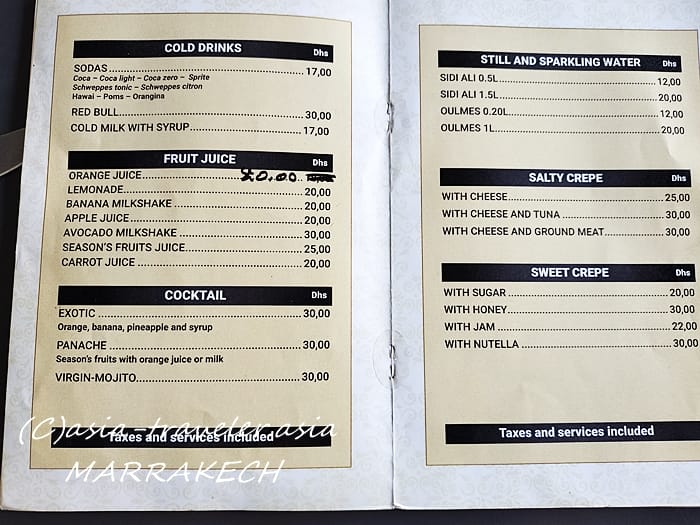 COLD DRINKS Dhs
SODAS 17,00
Coca – Coca light – Coca zero – Sprite
Schweppes tonic – Schweppes citron
Hawai – Poms – Orangina
RED BULL 30,00
COLD MILK WITH SYRUP 17,00
FRUIT JUICE Dhs
ORANGE JUICE 20.00
LEMONADE 20,00
BANANA MILKSHAKE 20,00
APPLE JUICE 20,00
AVOCADO MILKSHAKE 30,00
SEASON'S FRUITS JUICE 25,00
CARROT JUICE 20,00
COCKTAIL Dhs
EXOTIC 30,00
Orange, banana, pineapple and syrup
PANACHE 30,00
Season's fruits with orange juice or milk
VIRGIN-MOJITO 30,00
Taxes and services included
(C)asia-traveler.asia
MARRAKECH
STILL AND SPARKLING WATER Dhs
SIDI ALI 0.5L 12,00
SIDI ALI 1.5L 20,00
OULMES 0.20L 12,00
OULMES 1L 20,00
SALTY CREPE Dhs
WITH CHEESE 25,00
WITH CHEESE AND TUNA 30,00
WITH CHEESE AND GROUND MEAT 30,00
SWEET CREPE Dhs
WITH SUGAR 20,00
WITH HONEY 30,00
WITH JAM 22,00
WITH NUTELLA 30,00
Taxes and services included